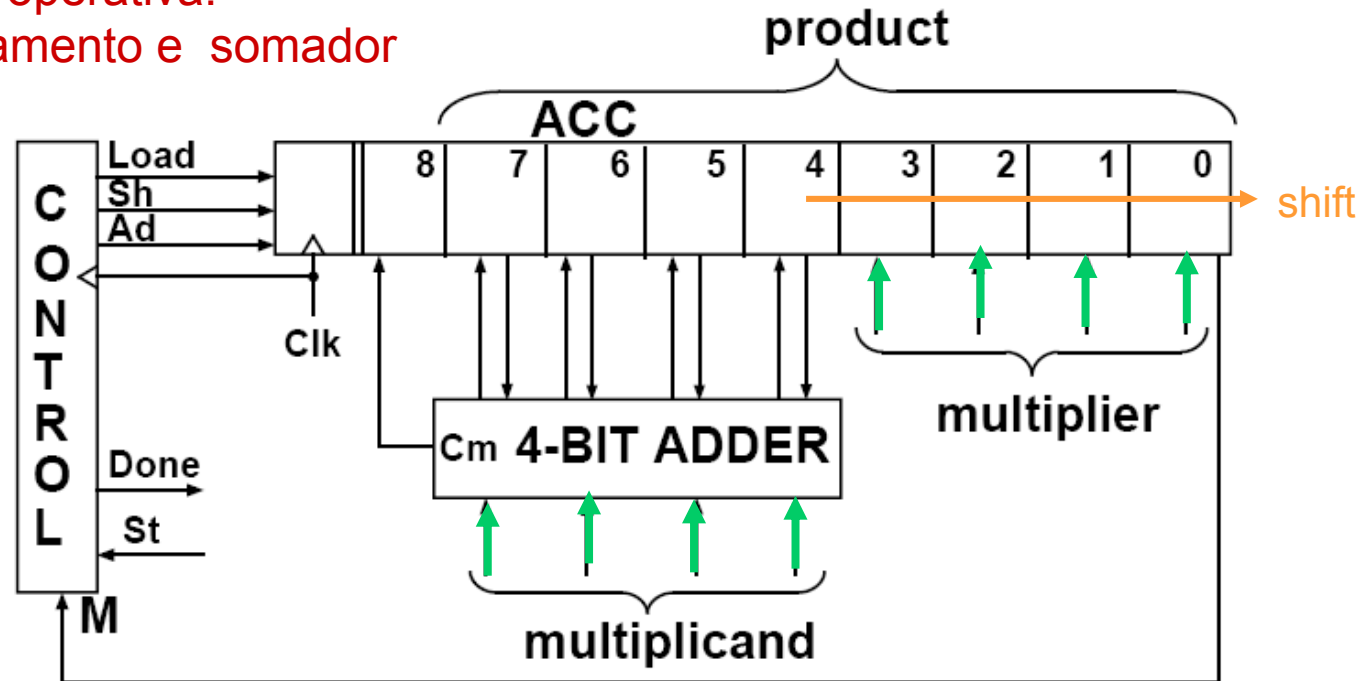 operativa:
amento e somador
product
ACC
Load
Sh
Ad
8 7 6 5 4 3 2 1 0
shift
CONTROL
Clk
multiplier
Cm 4-BIT ADDER
Done
St
M
multiplicand